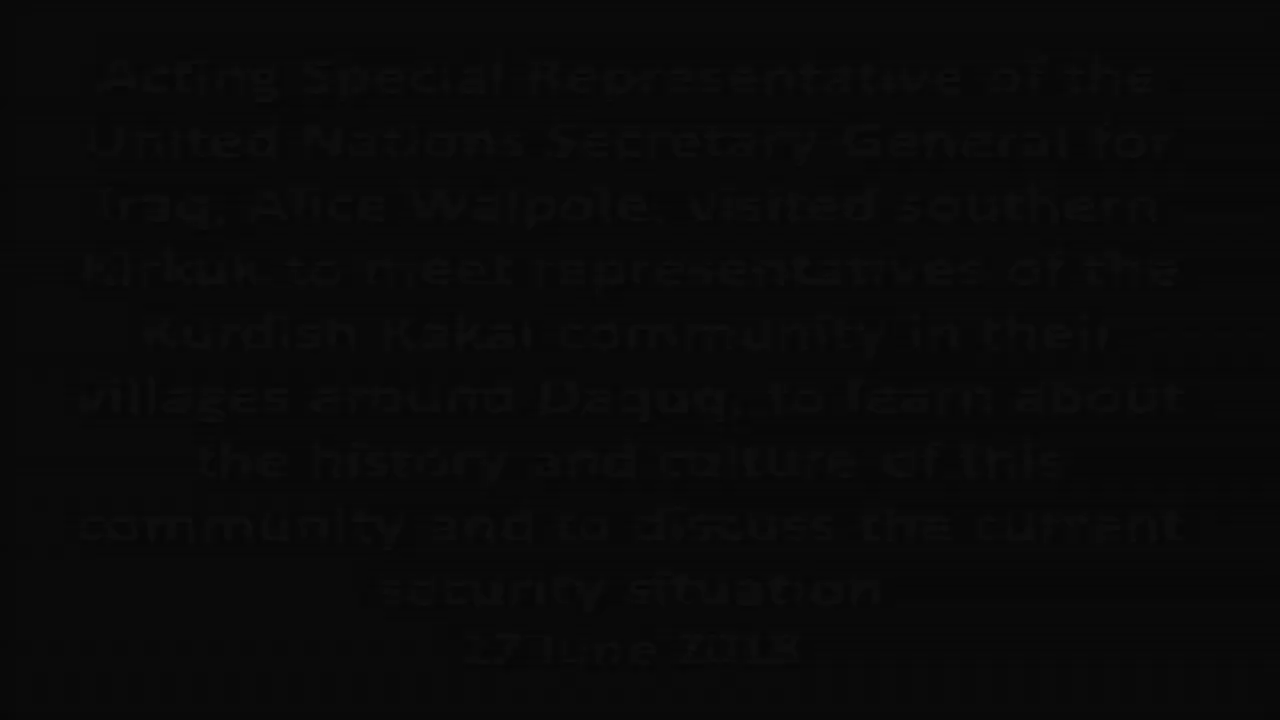 Acting Special Representative of the
United Nations Secretary General for
Iraq, Alice Walpole, visited southern
Kirkuk to meet representatives of the
Kurdish Kakai community in their
villages around Daquq, to learn about
the history and culture of this
community and to discuss the current
security situation
27 June 2018